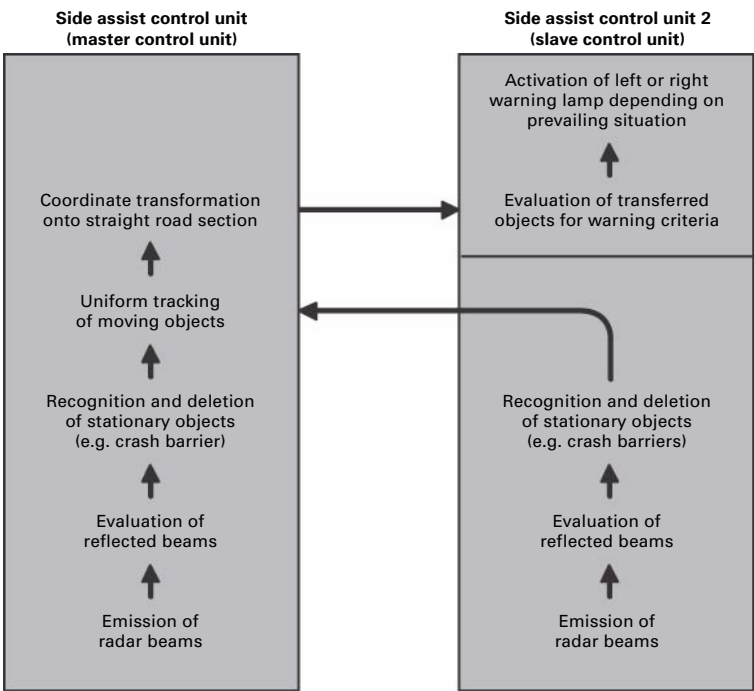 Side assist control unit
(master control unit)
Coordinate transformation
onto straight road section
Uniform tracking
of moving objects
Recognition and deletion
of stationary objects
(e.g. crash barrier)
Evaluation of
reflected beams
Emission of
radar beams
Side assist control unit 2
(slave control unit)
Activation of left or right
warning lamp depending on
prevailing situation
Evaluation of transferred
objects for warning criteria
Recognition and deletion
of stationary objects
(e.g. crash barriers)
Evaluation of
reflected beams
Emission of
radar beams